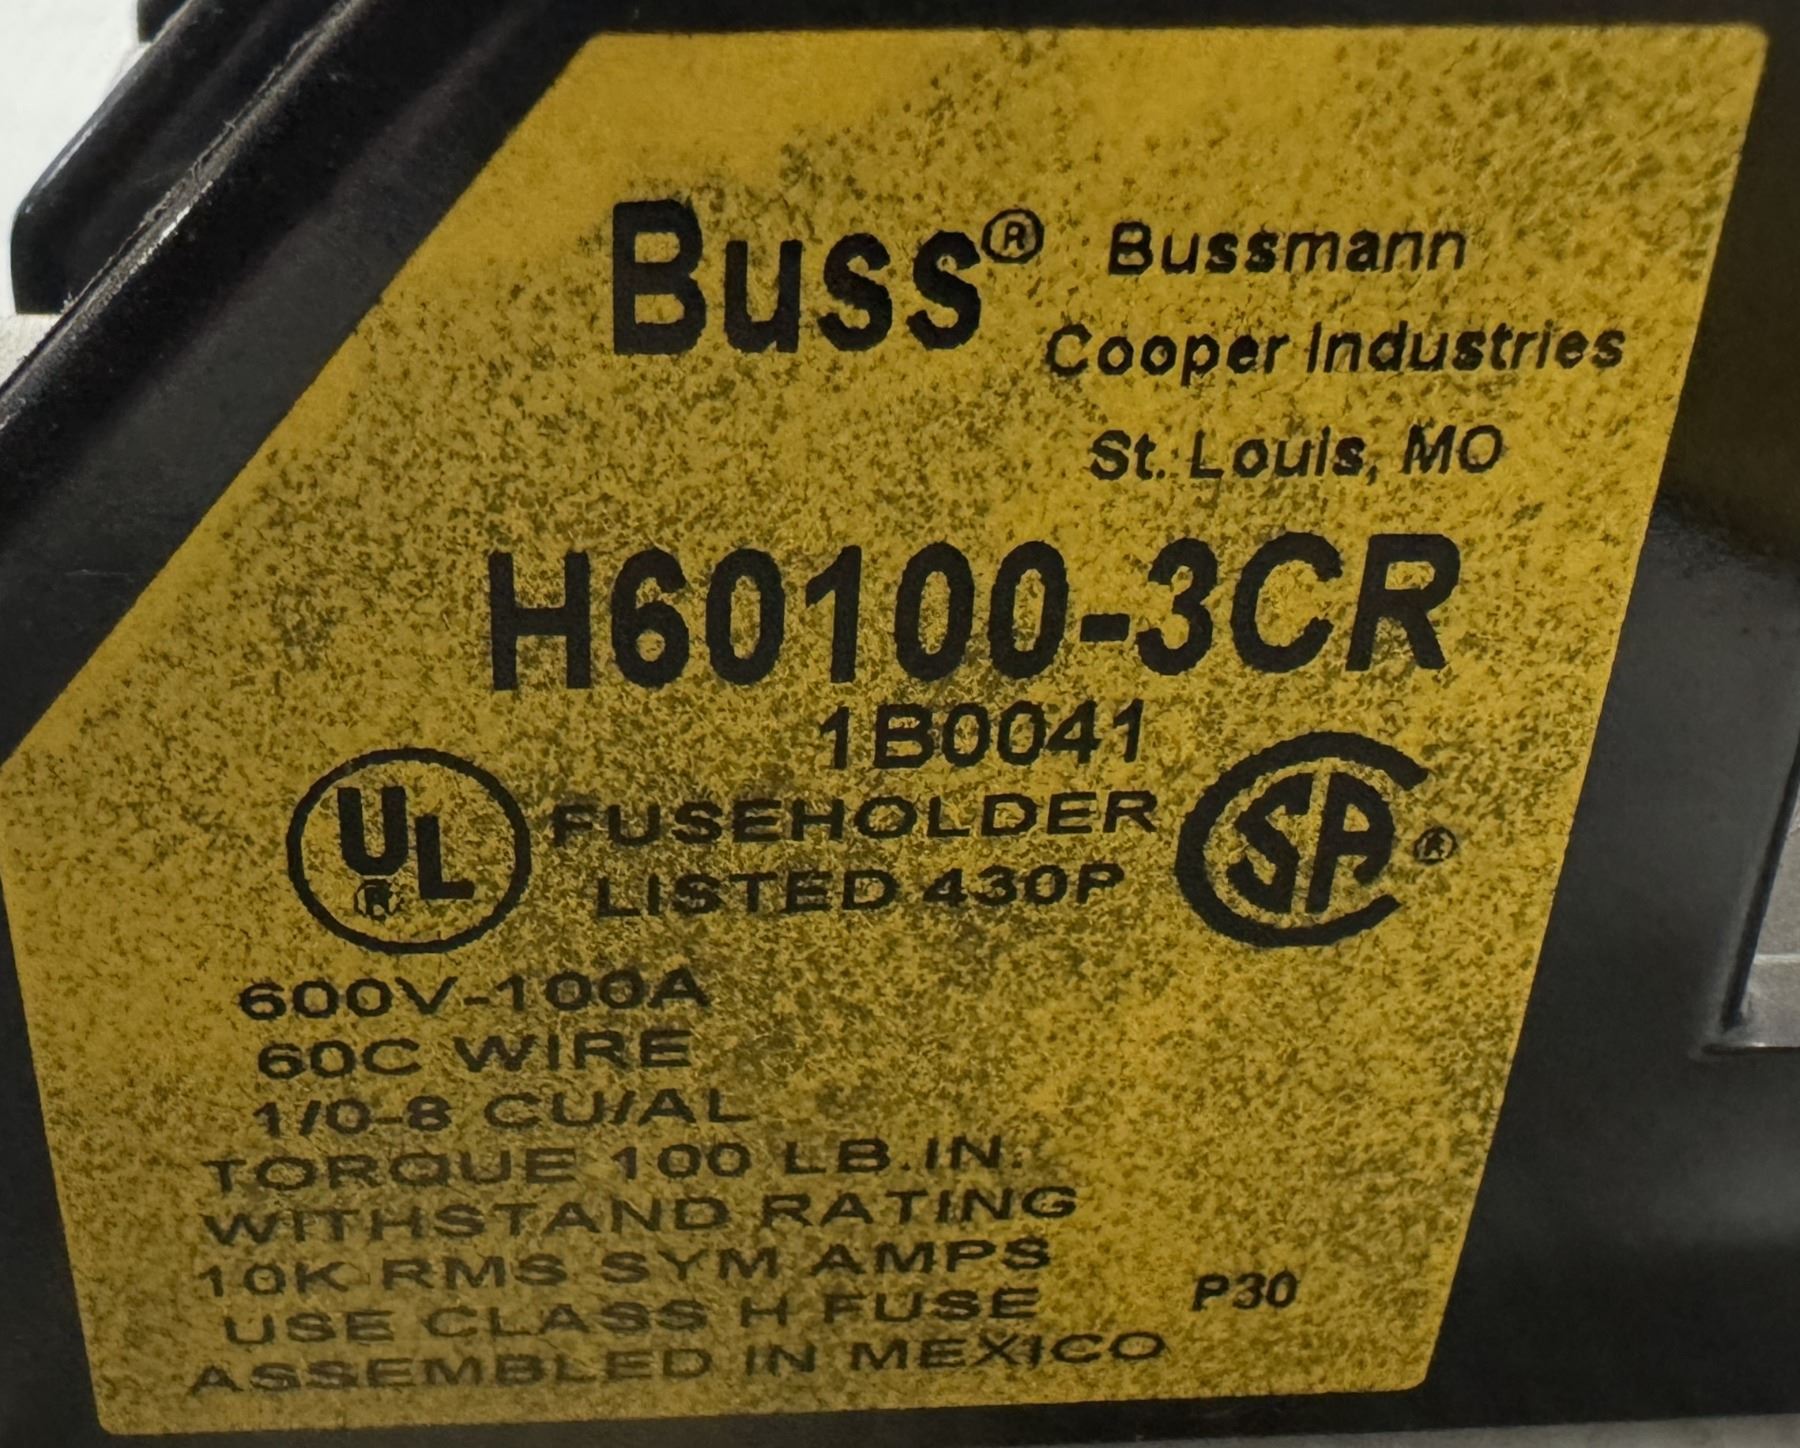 Buss® Bussmann
Cooper Industries
St. Louis, MO
H60100-3CR
1B0041
UL ® FUSEHOLDER SA ®
LISTED 430P
600V-100A
60C WIRE
1/0-8 CU/AL
TORQUE 100 LB.IN.
WITHSTAND RATING
10K RMS SYM AMPS
USE CLASS H FUSE P30
ASSEMBLED IN MEXICO